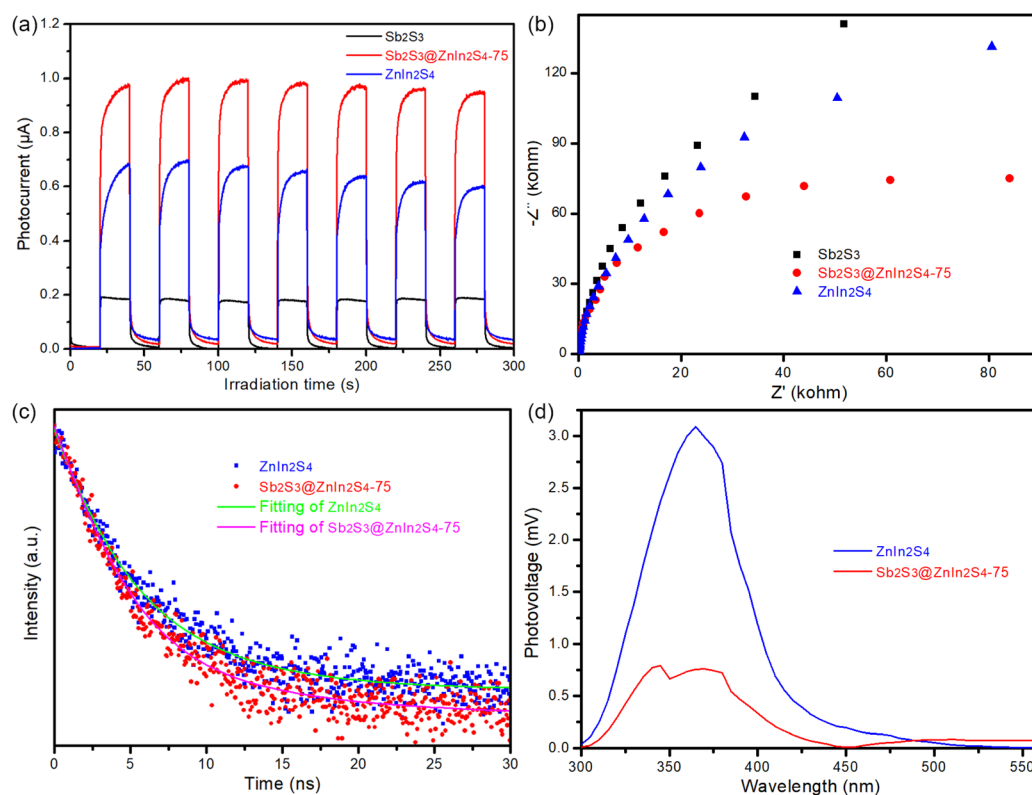 (a)
1.2
1.0
0.8
0.6
0.4
0.2
0.0
Photocurrent (μA)
Sb2S3
Sb2S3@ZnIn2S4-75
ZnIn2S4
0 50 100 150 200 250 300
Irradiation time (s)
(b)
120
90
60
30
0
-Z'' (kohm)
Sb2S3
Sb2S3@ZnIn2S4-75
ZnIn2S4
0 20 40 60 80
Z' (kohm)
(c)
Intensity (a.u.)
ZnIn2S4
Sb2S3@ZnIn2S4-75
Fitting of ZnIn2S4
Fitting of Sb2S3@ZnIn2S4-75
0 5 10 15 20 25 30
Time (ns)
(d)
3.0
2.5
2.0
1.5
1.0
0.5
0.0
Photovoltage (mV)
ZnIn2S4
Sb2S3@ZnIn2S4-75
300 350 400 450 500 550
Wavelength (nm)